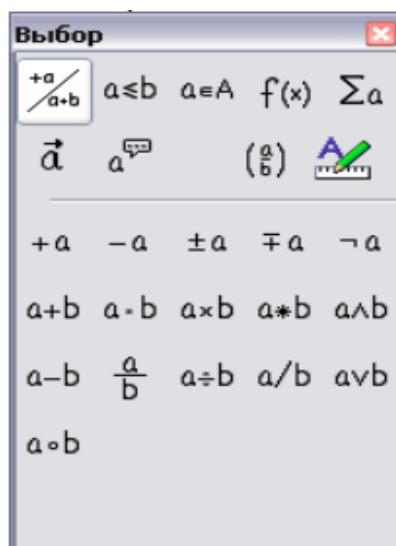 Выбор
+a/a+b a≤b a∈A f(x) Σa
a⃗ a (a/b) A
+a −a ±a ∓a ¬a
a+b a·b a×b a∗b a∧b
a−b a/b a÷b a/b a∨b
a∘b